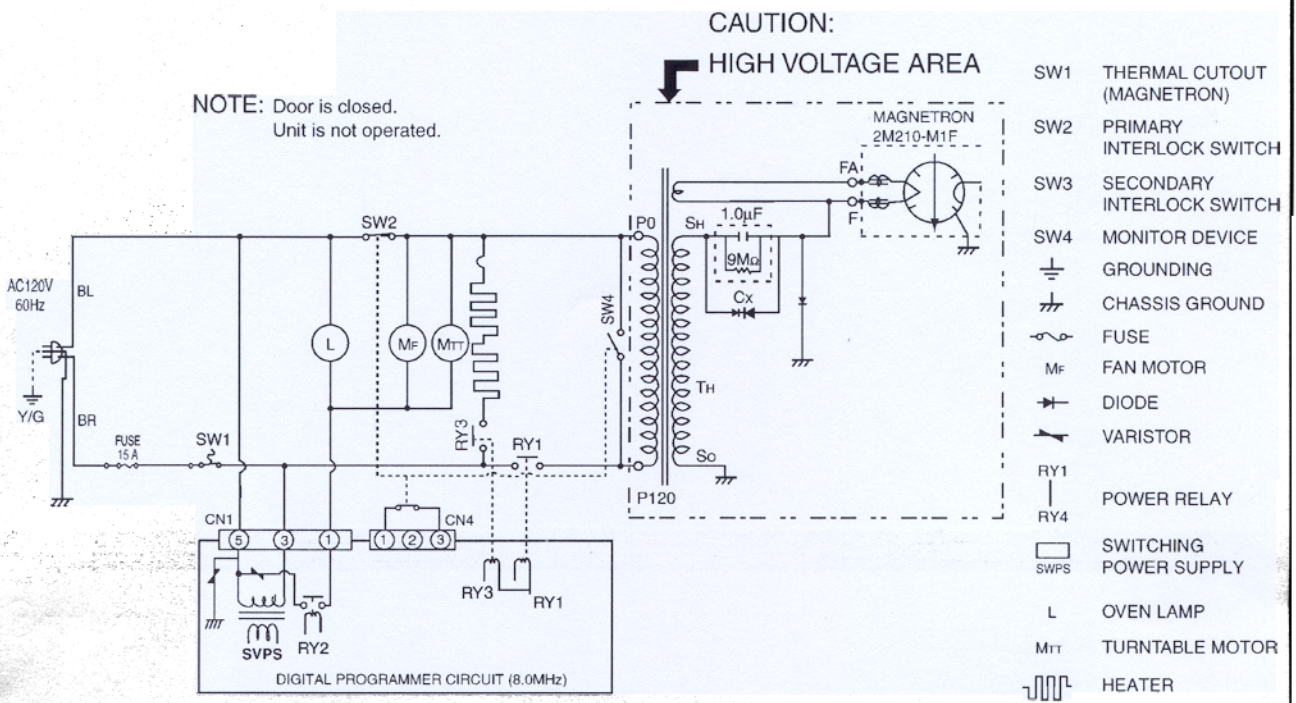 CAUTION:
HIGH VOLTAGE AREA
NOTE: Door is closed.
Unit is not operated.
MAGNETRON
2M210-M1F
FA
F
1.0µF
9MΩ
Cx
SH
TH
SO
P0
P120
SW2
SW4
AC120V
60Hz
BL
BR
Y/G
FUSE
15 A
SW1
L
MF
MTT
RY3
RY1
CN1
5 3 1
CN4
1 2 3
RY3
RY1
RY2
SVPS
DIGITAL PROGRAMMER CIRCUIT (8.0MHz)
SW1 THERMAL CUTOUT
(MAGNETRON)
SW2 PRIMARY
INTERLOCK SWITCH
SW3 SECONDARY
INTERLOCK SWITCH
SW4 MONITOR DEVICE
GROUNDING
CHASSIS GROUND
FUSE
MF FAN MOTOR
DIODE
VARISTOR
RY1
POWER RELAY
RY4
SWITCHING
SWPS POWER SUPPLY
L OVEN LAMP
MTT TURNTABLE MOTOR
HEATER